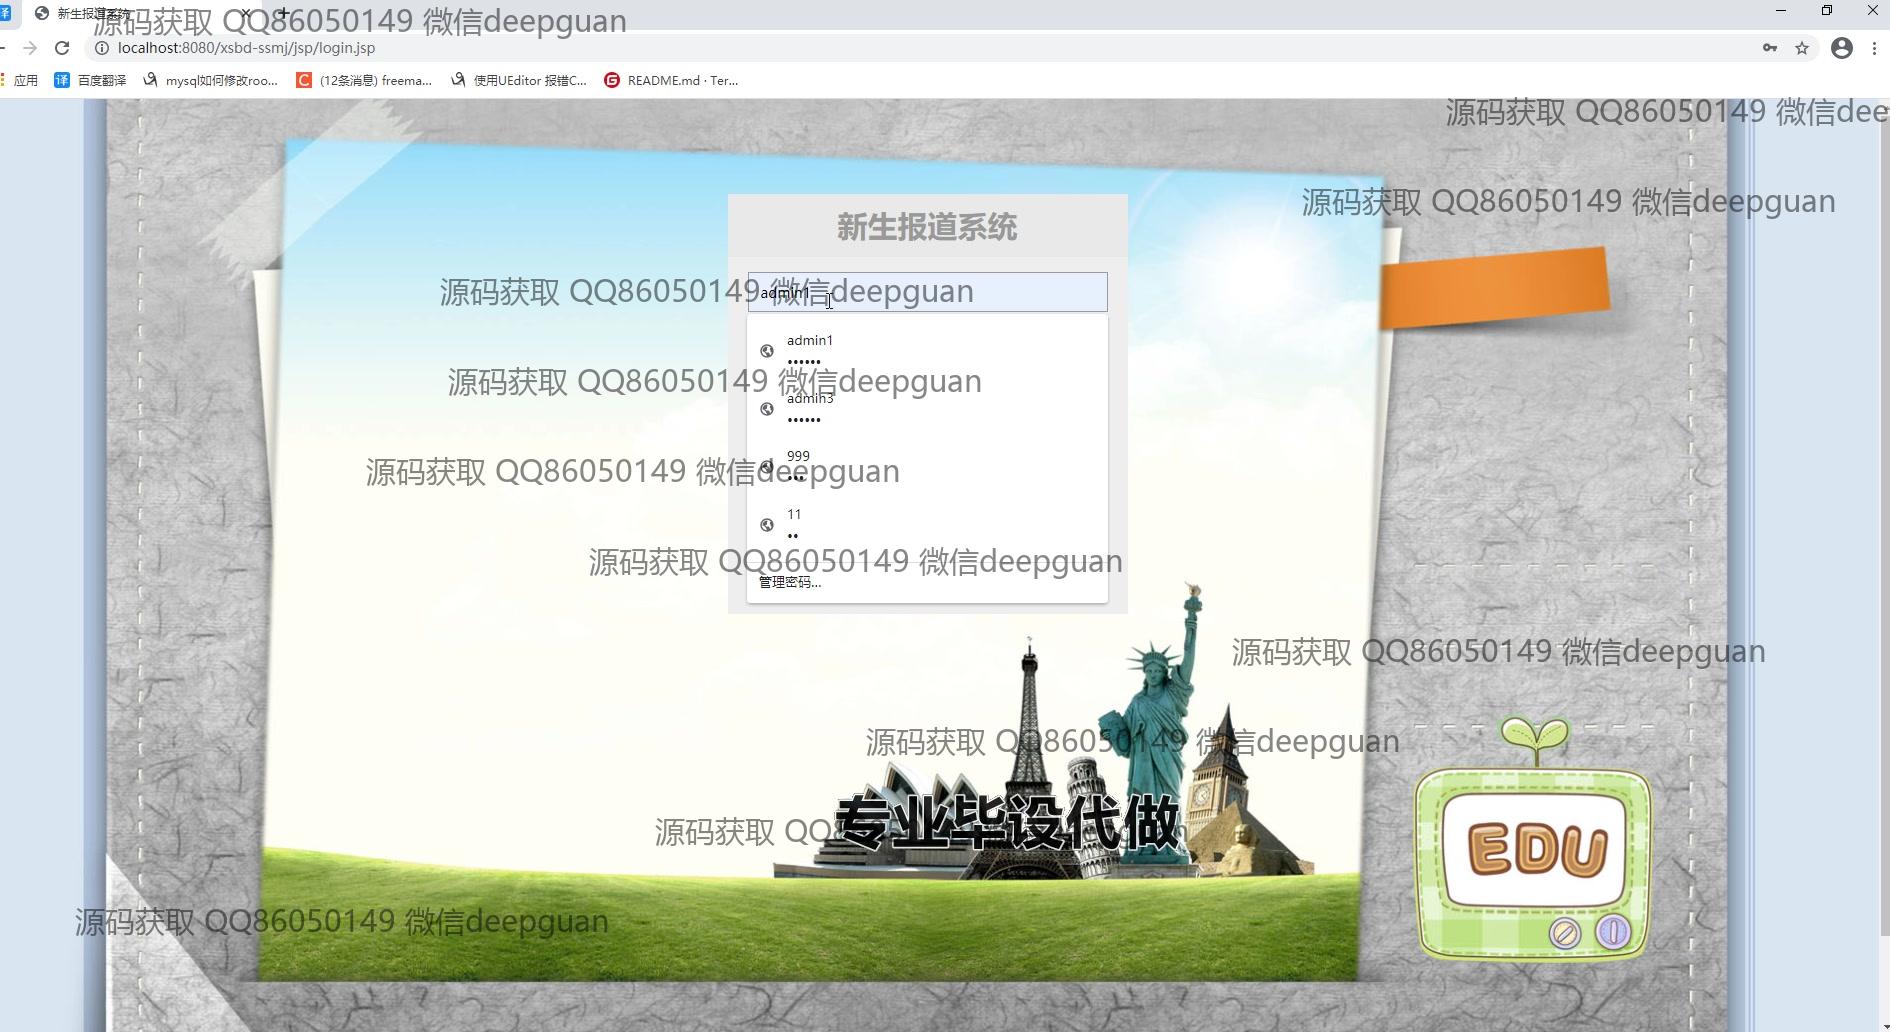 新生报道系统
源码获取 QQ86050149 微信deepguan
localhost:8080/xsbd-ssmj/jsp/login.jsp
应用 译 百度翻译 mysql如何修改roo... C (12条消息) freema... 使用UEditor 报错C... G README.md · Ter...
源码获取 QQ86050149 微信dee
源码获取 QQ86050149 微信deepguan
新生报道系统
源码获取 QQ86050149 微信deepguan
admin1
admin1
••••••
源码获取 QQ86050149 微信deepguan
admin3
••••••
999
•••
源码获取 QQ86050149 微信deepguan
11
••
源码获取 QQ86050149 微信deepguan
管理密码...
源码获取 QQ86050149 微信deepguan
源码获取 QQ86050149 微信deepguan
专业毕设代做
源码获取 QQ
EDU
源码获取 QQ86050149 微信deepguan